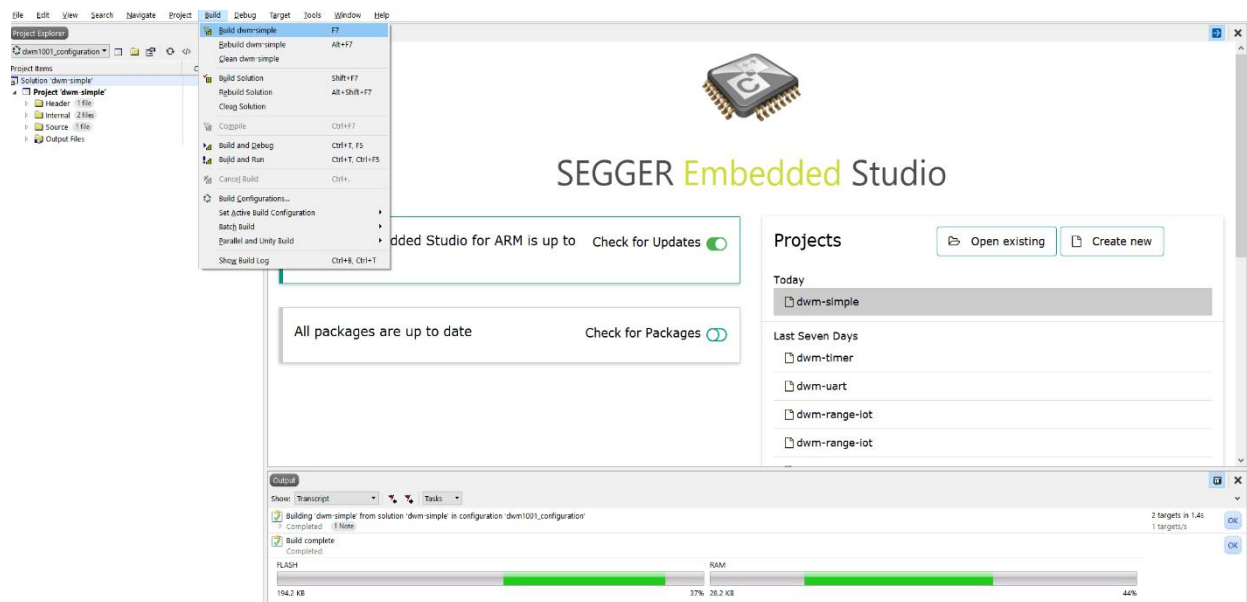 File Edit View Search Navigate Project Build Debug Target Tools Window Help
Project Explorer
dwm1001_configuration
Project Items
Solution 'dwm-simple'
Project 'dwm-simple'
Header 1 file
Internal 2 files
Source 1 file
Output Files
Build dwm-simple F7
Rebuild dwm-simple Alt+F7
Clean dwm-simple
Build Solution Shift+F7
Rebuild Solution Alt+Shift+F7
Clean Solution
Compile Ctrl+F7
Build and Debug Ctrl+T, F5
Build and Run Ctrl+T, Ctrl+F5
Cancel Build Ctrl+.
Build Configurations...
Set Active Build Configuration
Batch Build
Parallel and Unity Build
Show Build Log Ctrl+B, Ctrl+T
SEGGER Embedded Studio
dded Studio for ARM is up to
Check for Updates
All packages are up to date
Check for Packages
Projects
Open existing
Create new
Today
dwm-simple
Last Seven Days
dwm-timer
dwm-uart
dwm-range-iot
dwm-range-iot
Output
Show: Transcript Tasks
Building 'dwm-simple' from solution 'dwm-simple' in configuration 'dwm1001_configuration' 2 targets in 1.4s OK
Completed 1 Note 1 targets/s
Build complete OK
Completed
FLASH RAM
194.2 KB 37% 28.2 KB 44%